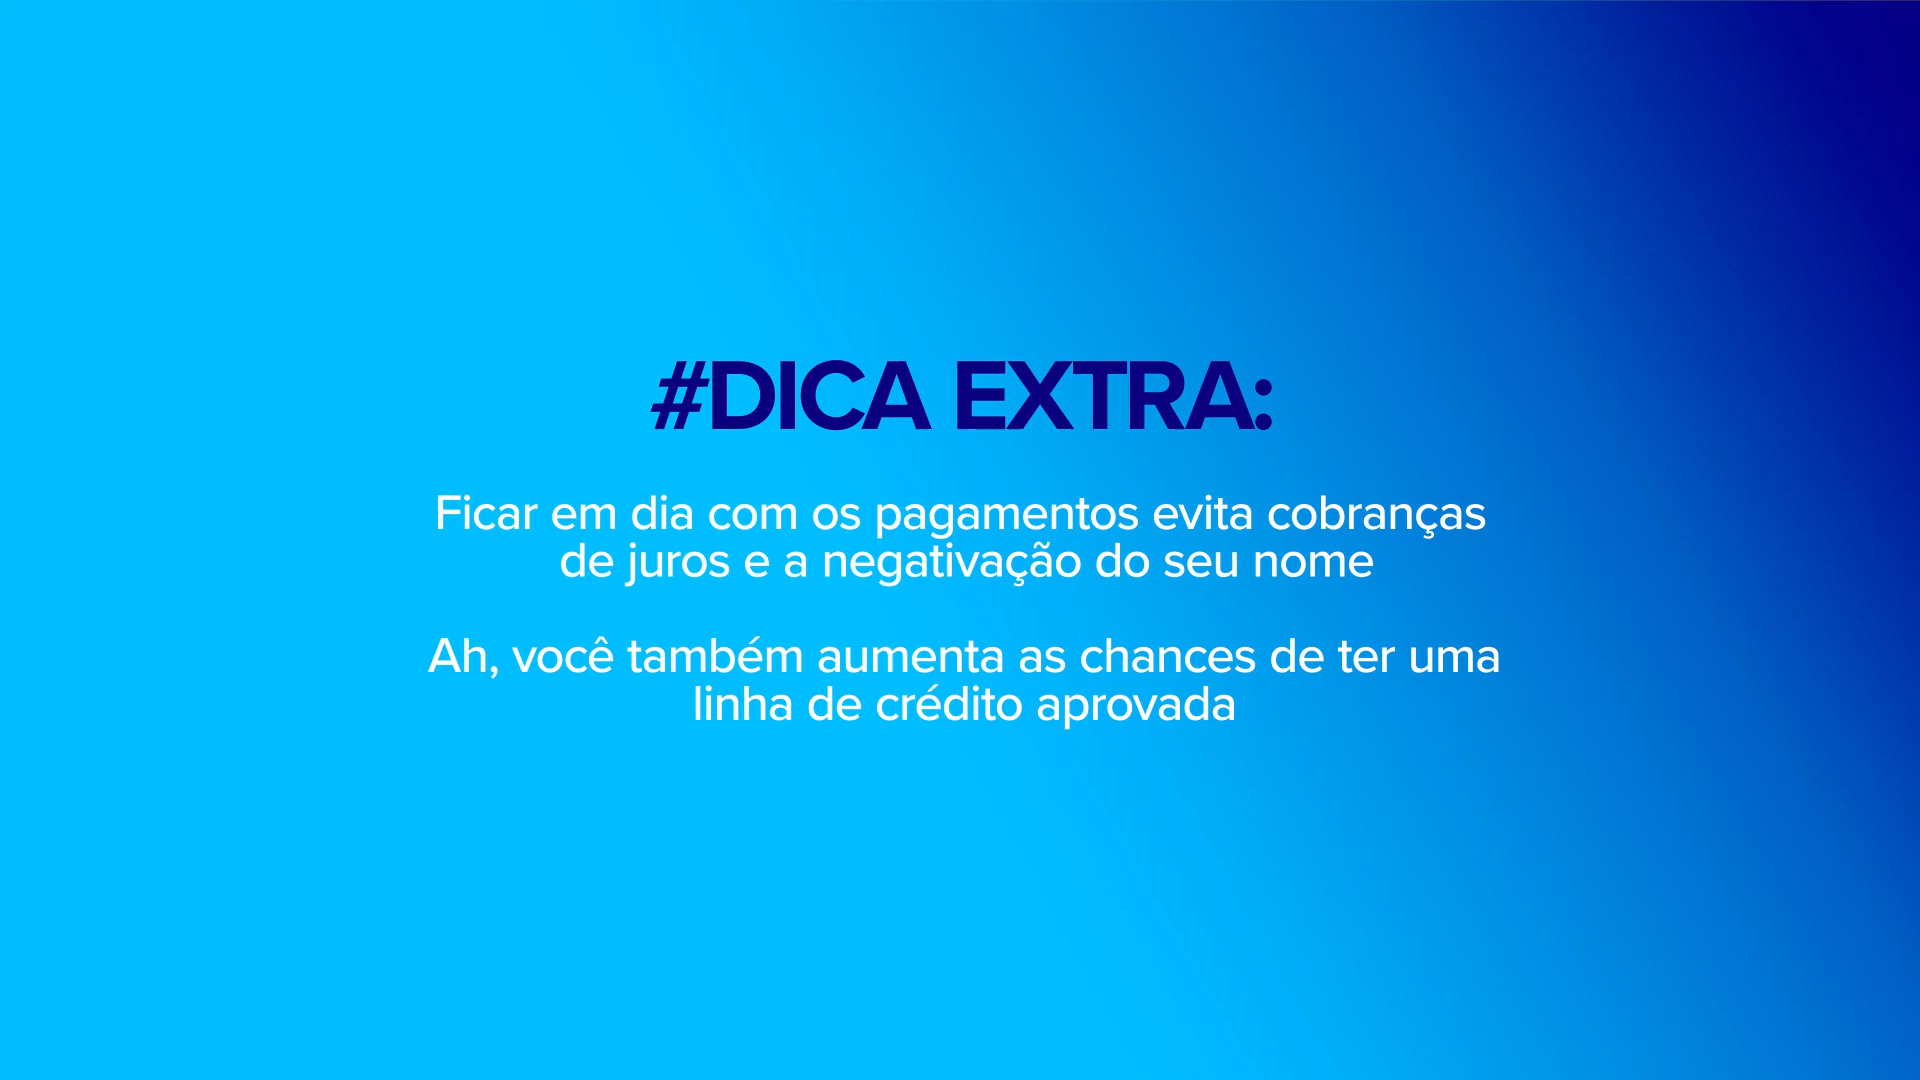 #DICA EXTRA:
Ficar em dia com os pagamentos evita cobranças
de juros e a negativação do seu nome
Ah, você também aumenta as chances de ter uma
linha de crédito aprovada